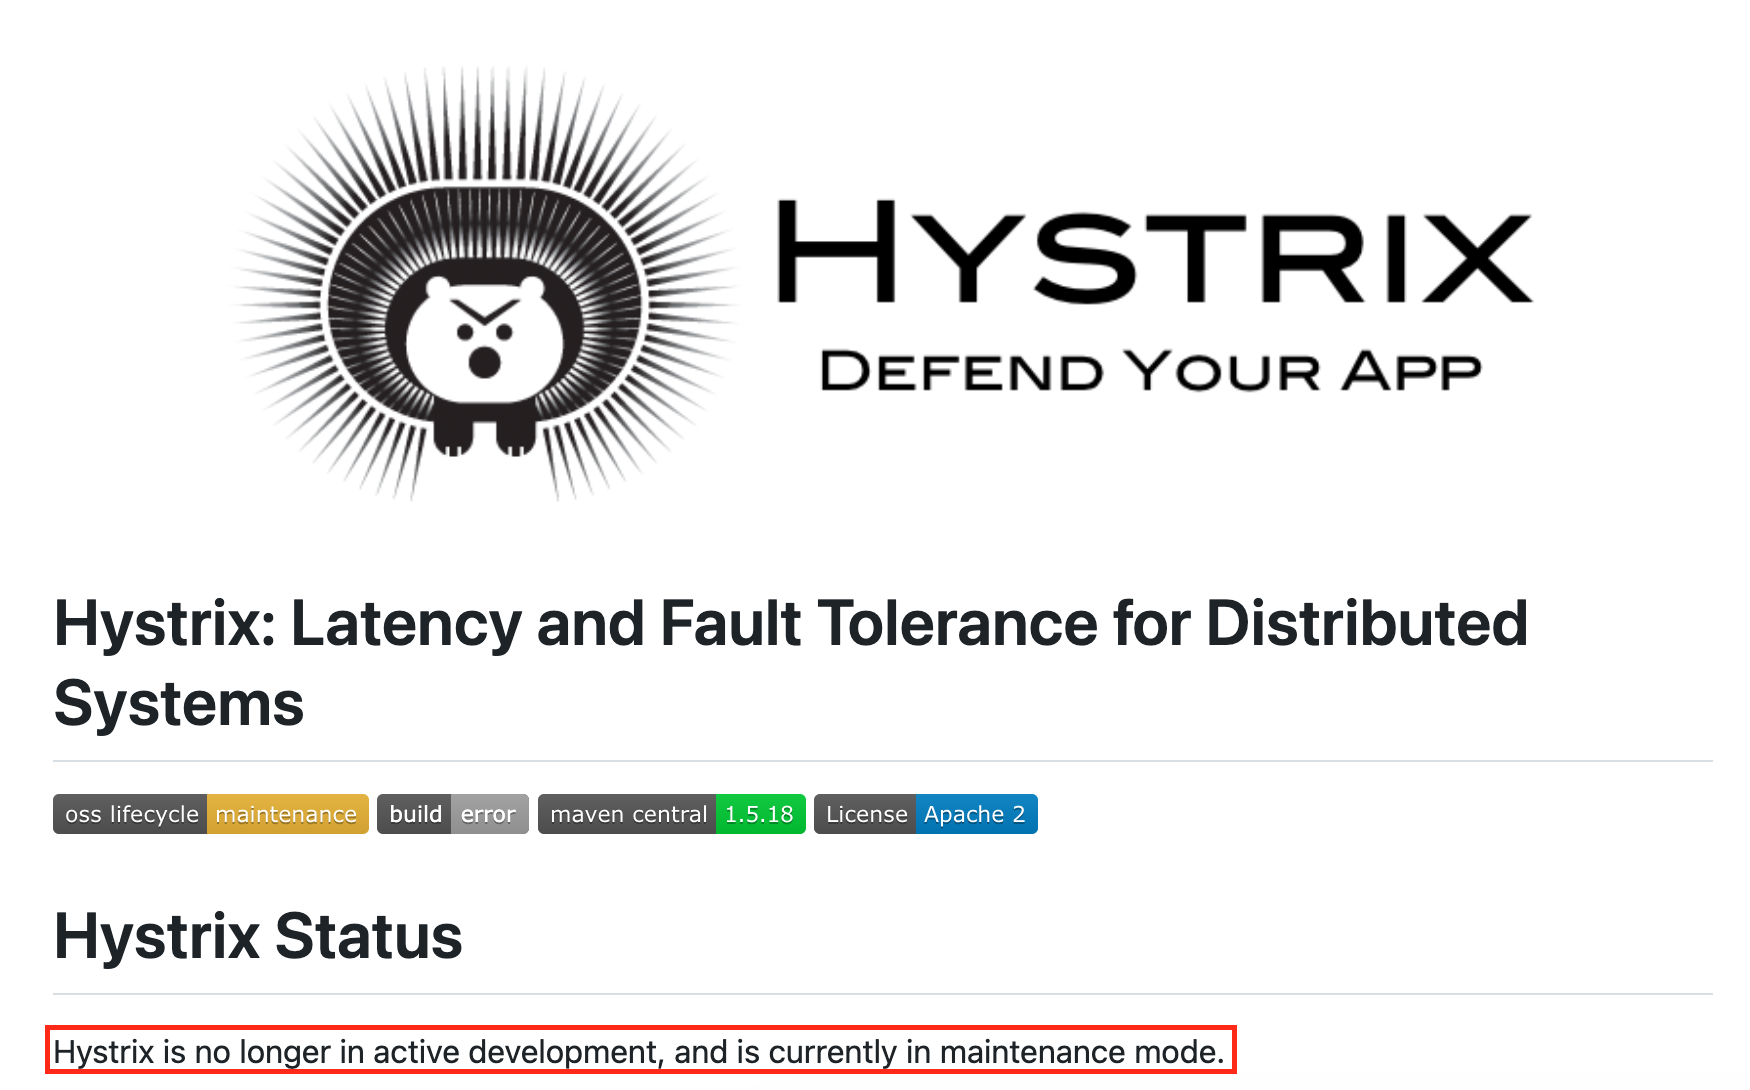 HYSTRIX
DEFEND YOUR APP
Hystrix: Latency and Fault Tolerance for Distributed
Systems
oss lifecycle maintenance build error maven central 1.5.18 License Apache 2
Hystrix Status
Hystrix is no longer in active development, and is currently in maintenance mode.